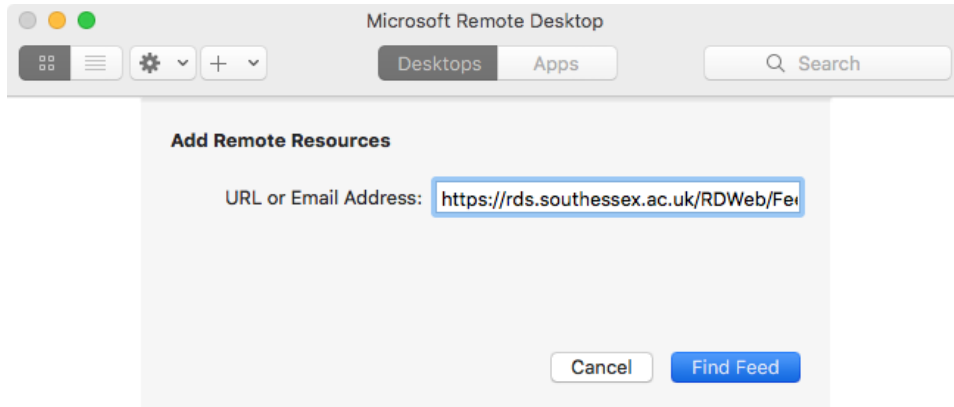 Microsoft Remote Desktop
Desktops Apps Search
Add Remote Resources
URL or Email Address: https://rds.southessex.ac.uk/RDWeb/Fee
Cancel Find Feed